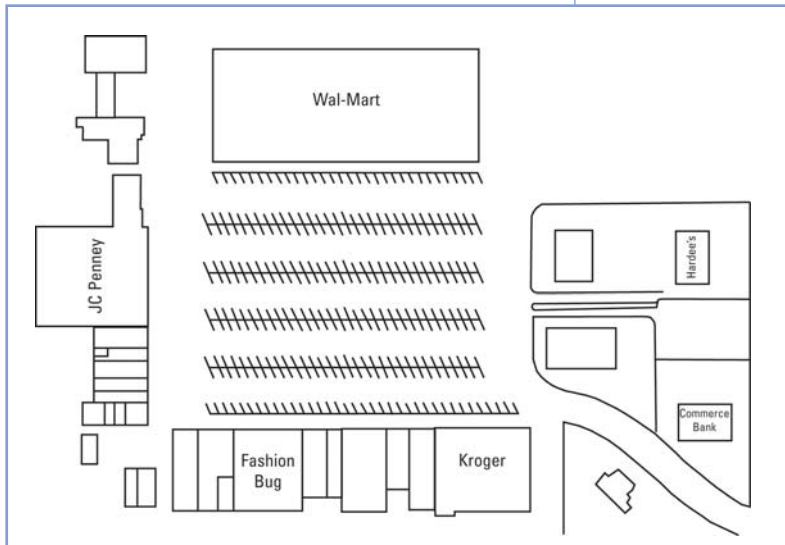 Wal-Mart
JC Penney
Hardee's
Commerce
Bank
Fashion
Bug
Kroger